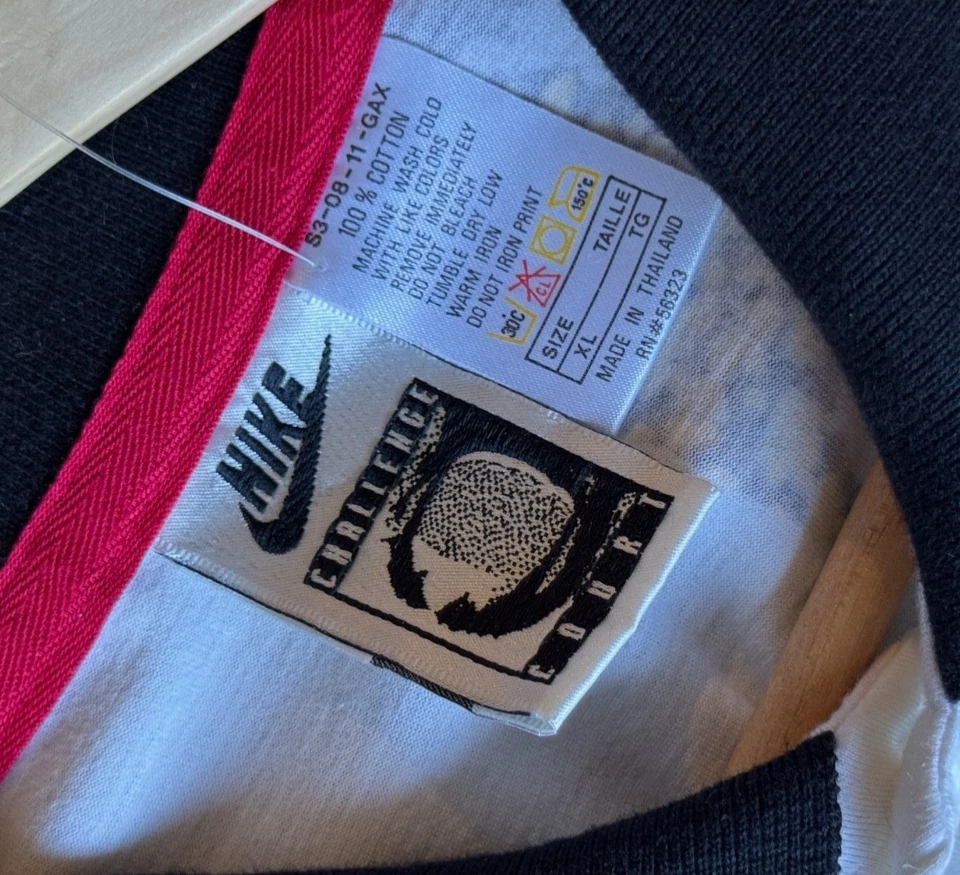 S3-08-11-GAX
100 % COTTON
MACHINE WASH COLD
WITH LIKE COLORS
REMOVE IMMEDIATELY
DO NOT BLEACH
TUMBLE DRY LOW
WARM IRON
DO NOT IRON PRINT
30°C CL 150°C
SIZE TAILLE
XL TG
MADE IN THAILAND
RN#56323
NIKE
CHALLENGE
COURT